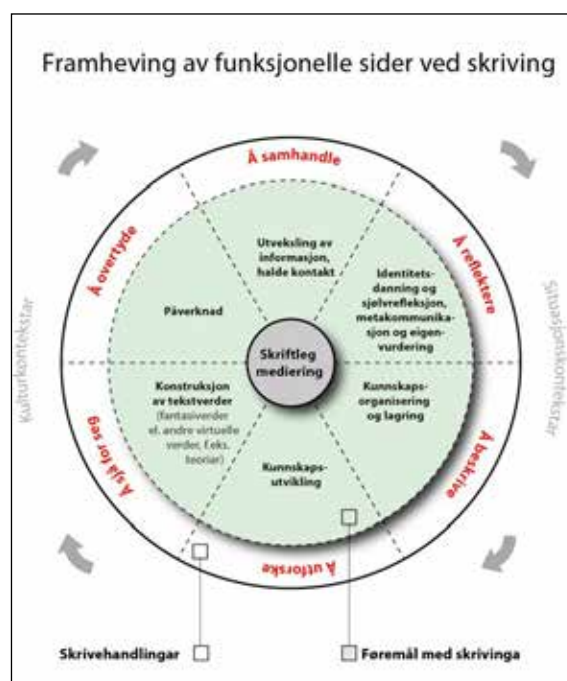 Framheving av funksjonelle sider ved skriving
Å samhandle
Å reflektere
Å beskrive
Å utforske
Å sjå for seg
Å overtyde
Kulturkontekstar
Situasjonskontekstar
Utveksling av
informasjon,
halde kontakt
Identitets-
danning og
sjølvrefleksjon,
metakommunika-
sjon og eigen-
vurdering
Kunnskaps-
organisering
og lagring
Kunnskaps-
utvikling
Konstruksjon
av tekstverder
(fantasiverder
el. andre virtuelle
verder, f.eks.
teoriar)
Påverknad
Skriftleg
mediering
Skrivehandlingar
Føremål med skrivinga